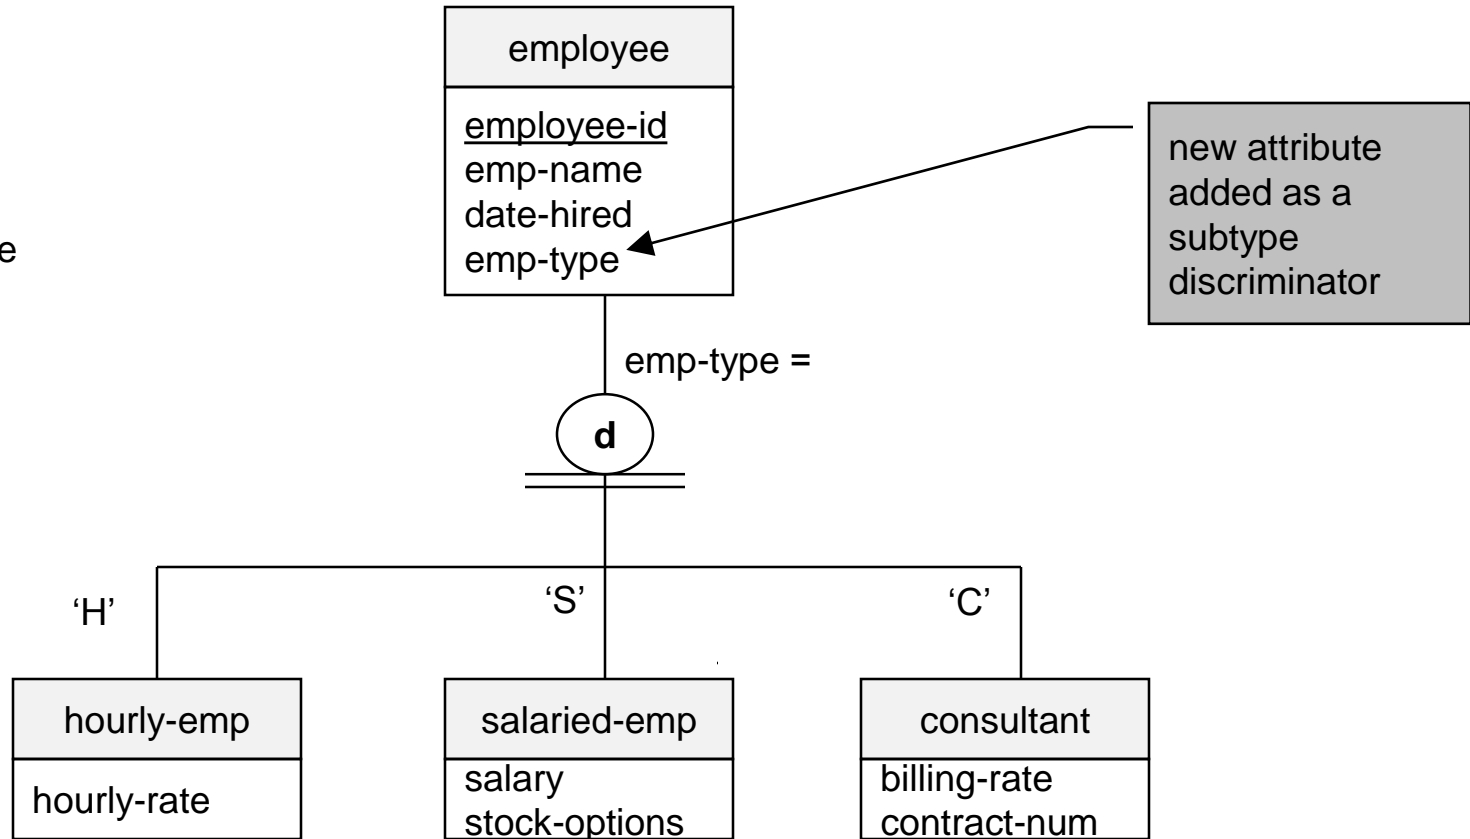 employee
employee-id
emp-name
date-hired
emp-type
new attribute
added as a
subtype
discriminator
e
emp-type =
d
‘H’
‘S’
‘C’
hourly-emp
hourly-rate
salaried-emp
salary
stock-options
consultant
billing-rate
contract-num